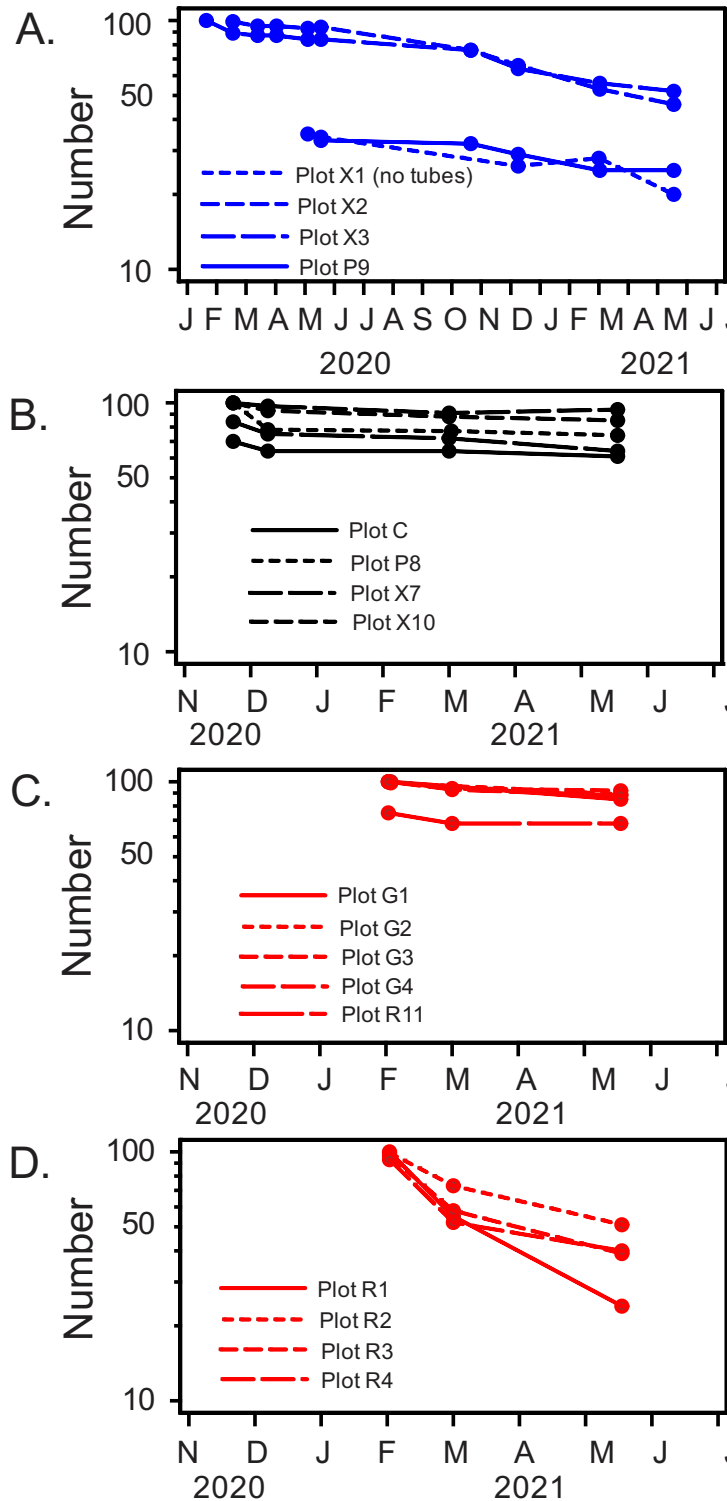 A.
100
50
10
Number
Plot X1 (no tubes)
Plot X2
Plot X3
Plot P9
J F M A M J J A S O N D J F M A M J
2020 2021
B.
100
50
10
Number
Plot C
Plot P8
Plot X7
Plot X10
N D J F M A M J J
2020 2021
C.
100
50
10
Number
Plot G1
Plot G2
Plot G3
Plot G4
Plot R11
N D J F M A M J J
2020 2021
D.
100
50
10
Number
Plot R1
Plot R2
Plot R3
Plot R4
N D J F M A M J J
2020 2021